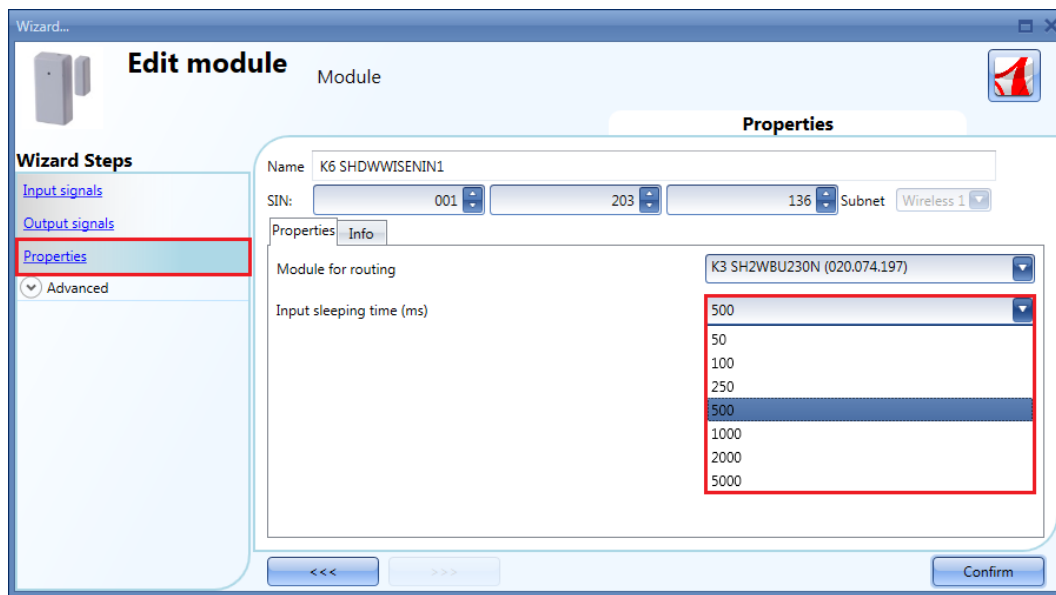 Wizard...
Edit module
Module
Properties
Wizard Steps
Input signals
Output signals
Properties
Advanced
Name K6 SHDWWISENIN1
SIN: 001 203 136 Subnet Wireless 1
Properties Info
Module for routing K3 SH2WBU230N (020.074.197)
Input sleeping time (ms) 500
50
100
250
500
1000
2000
5000
<<< >>> Confirm